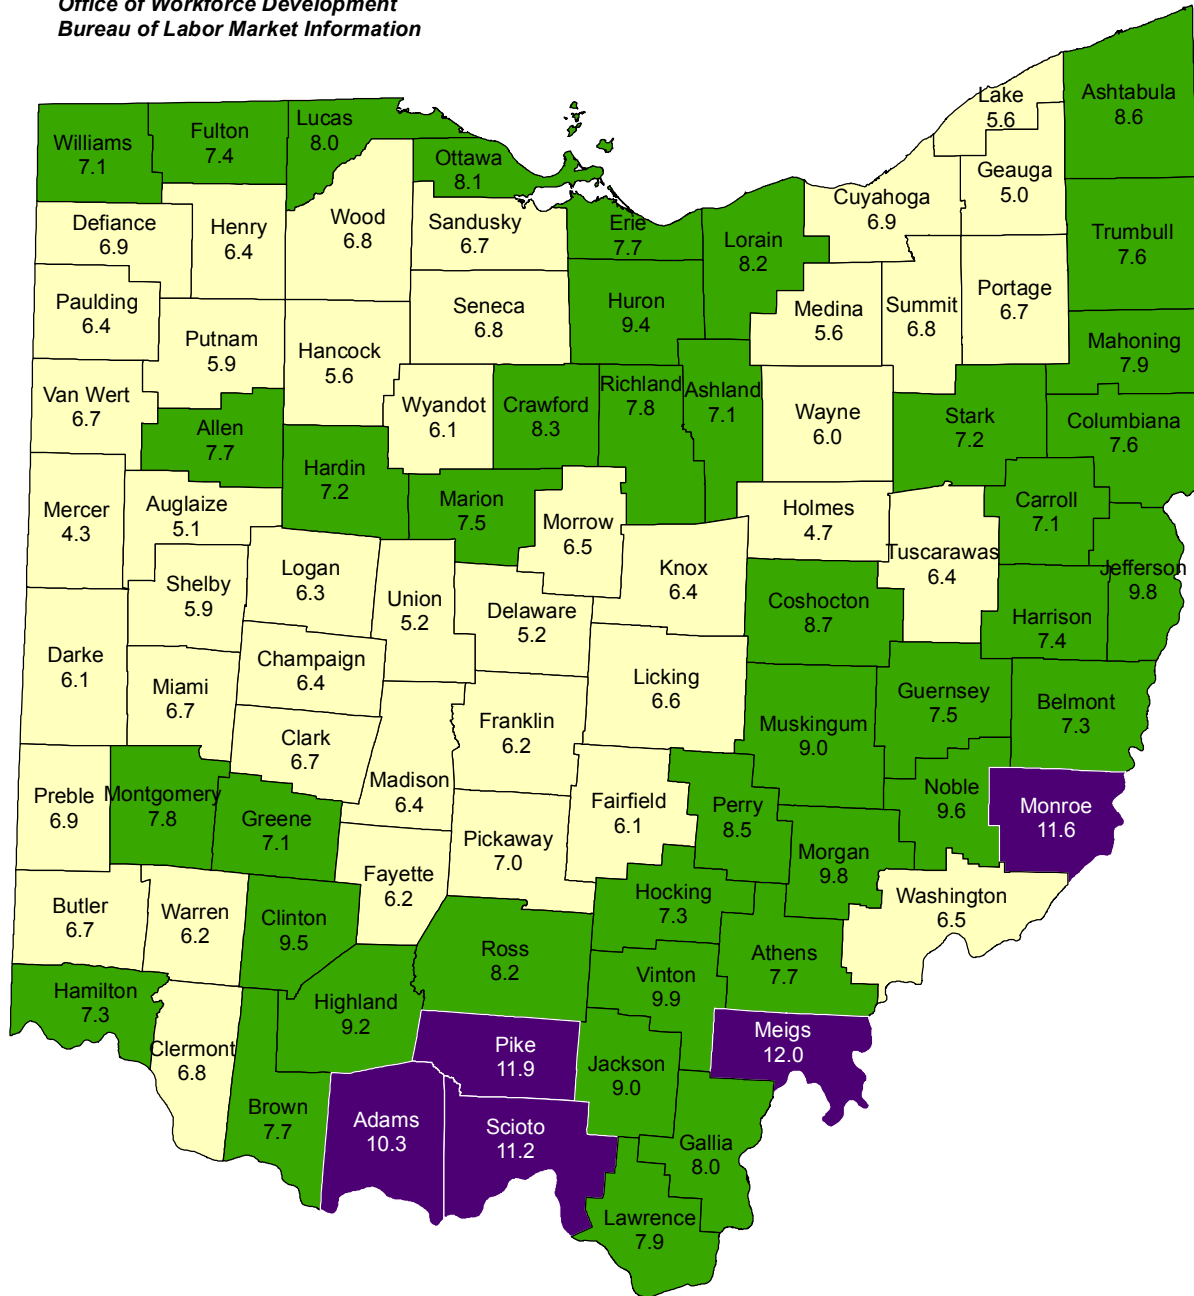 Office of Workforce Development
Bureau of Labor Market Information
Lake
5.6
Ashtabula
8.6
Williams
7.1
Fulton
7.4
Lucas
8.0
Ottawa
8.1
Geauga
5.0
Cuyahoga
6.9
Defiance
6.9
Henry
6.4
Wood
6.8
Sandusky
6.7
Erie
7.7
Lorain
8.2
Trumbull
7.6
Paulding
6.4
Putnam
5.9
Hancock
5.6
Seneca
6.8
Huron
9.4
Medina
5.6
Summit
6.8
Portage
6.7
Mahoning
7.9
Van Wert
6.7
Allen
7.7
Wyandot
6.1
Crawford
8.3
Richland
7.8
Ashland
7.1
Wayne
6.0
Stark
7.2
Columbiana
7.6
Mercer
4.3
Auglaize
5.1
Hardin
7.2
Marion
7.5
Morrow
6.5
Holmes
4.7
Carroll
7.1
Tuscarawas
6.4
Jefferson
9.8
Shelby
5.9
Logan
6.3
Union
5.2
Delaware
5.2
Knox
6.4
Coshocton
8.7
Harrison
7.4
Darke
6.1
Miami
6.7
Champaign
6.4
Licking
6.6
Guernsey
7.5
Belmont
7.3
Clark
6.7
Franklin
6.2
Muskingum
9.0
Preble
6.9
Montgomery
7.8
Greene
7.1
Madison
6.4
Pickaway
7.0
Fairfield
6.1
Perry
8.5
Noble
9.6
Monroe
11.6
Morgan
9.8
Fayette
6.2
Hocking
7.3
Washington
6.5
Butler
6.7
Warren
6.2
Clinton
9.5
Ross
8.2
Athens
7.7
Vinton
9.9
Hamilton
7.3
Highland
9.2
Clermont
6.8
Pike
11.9
Meigs
12.0
Jackson
9.0
Brown
7.7
Adams
10.3
Scioto
11.2
Gallia
8.0
Lawrence
7.9